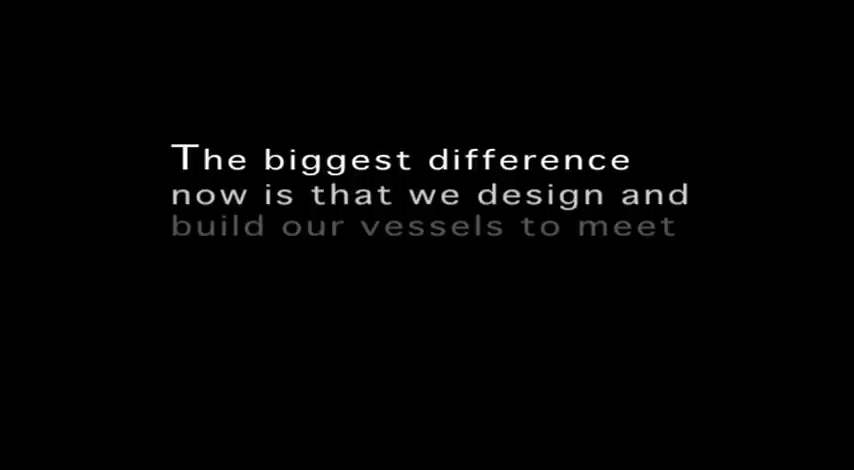 The biggest difference
now is that we design and
build our vessels to meet